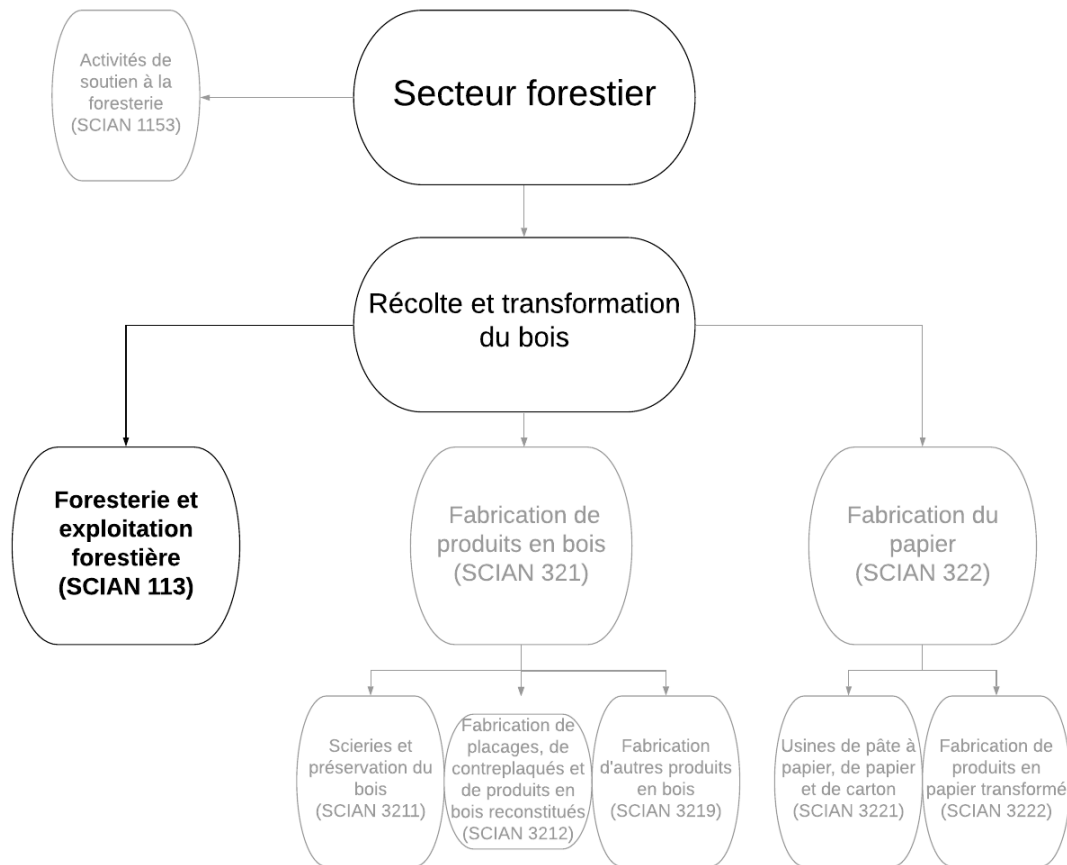 Activités de
soutien à la
foresterie
(SCIAN 1153)
Secteur forestier
Récolte et transformation
du bois
Foresterie et
exploitation
forestière
(SCIAN 113)
Fabrication de
produits en bois
(SCIAN 321)
Fabrication du
papier
(SCIAN 322)
Scieries et
préservation du
bois
(SCIAN 3211)
Fabrication de
placages, de
contreplaqués et
de produits en
bois reconstitués
(SCIAN 3212)
Fabrication
d'autres produits
en bois
(SCIAN 3219)
Usines de pâte à
papier, de papier
et de carton
(SCIAN 3221)
Fabrication de
produits en
papier transformé
(SCIAN 3222)